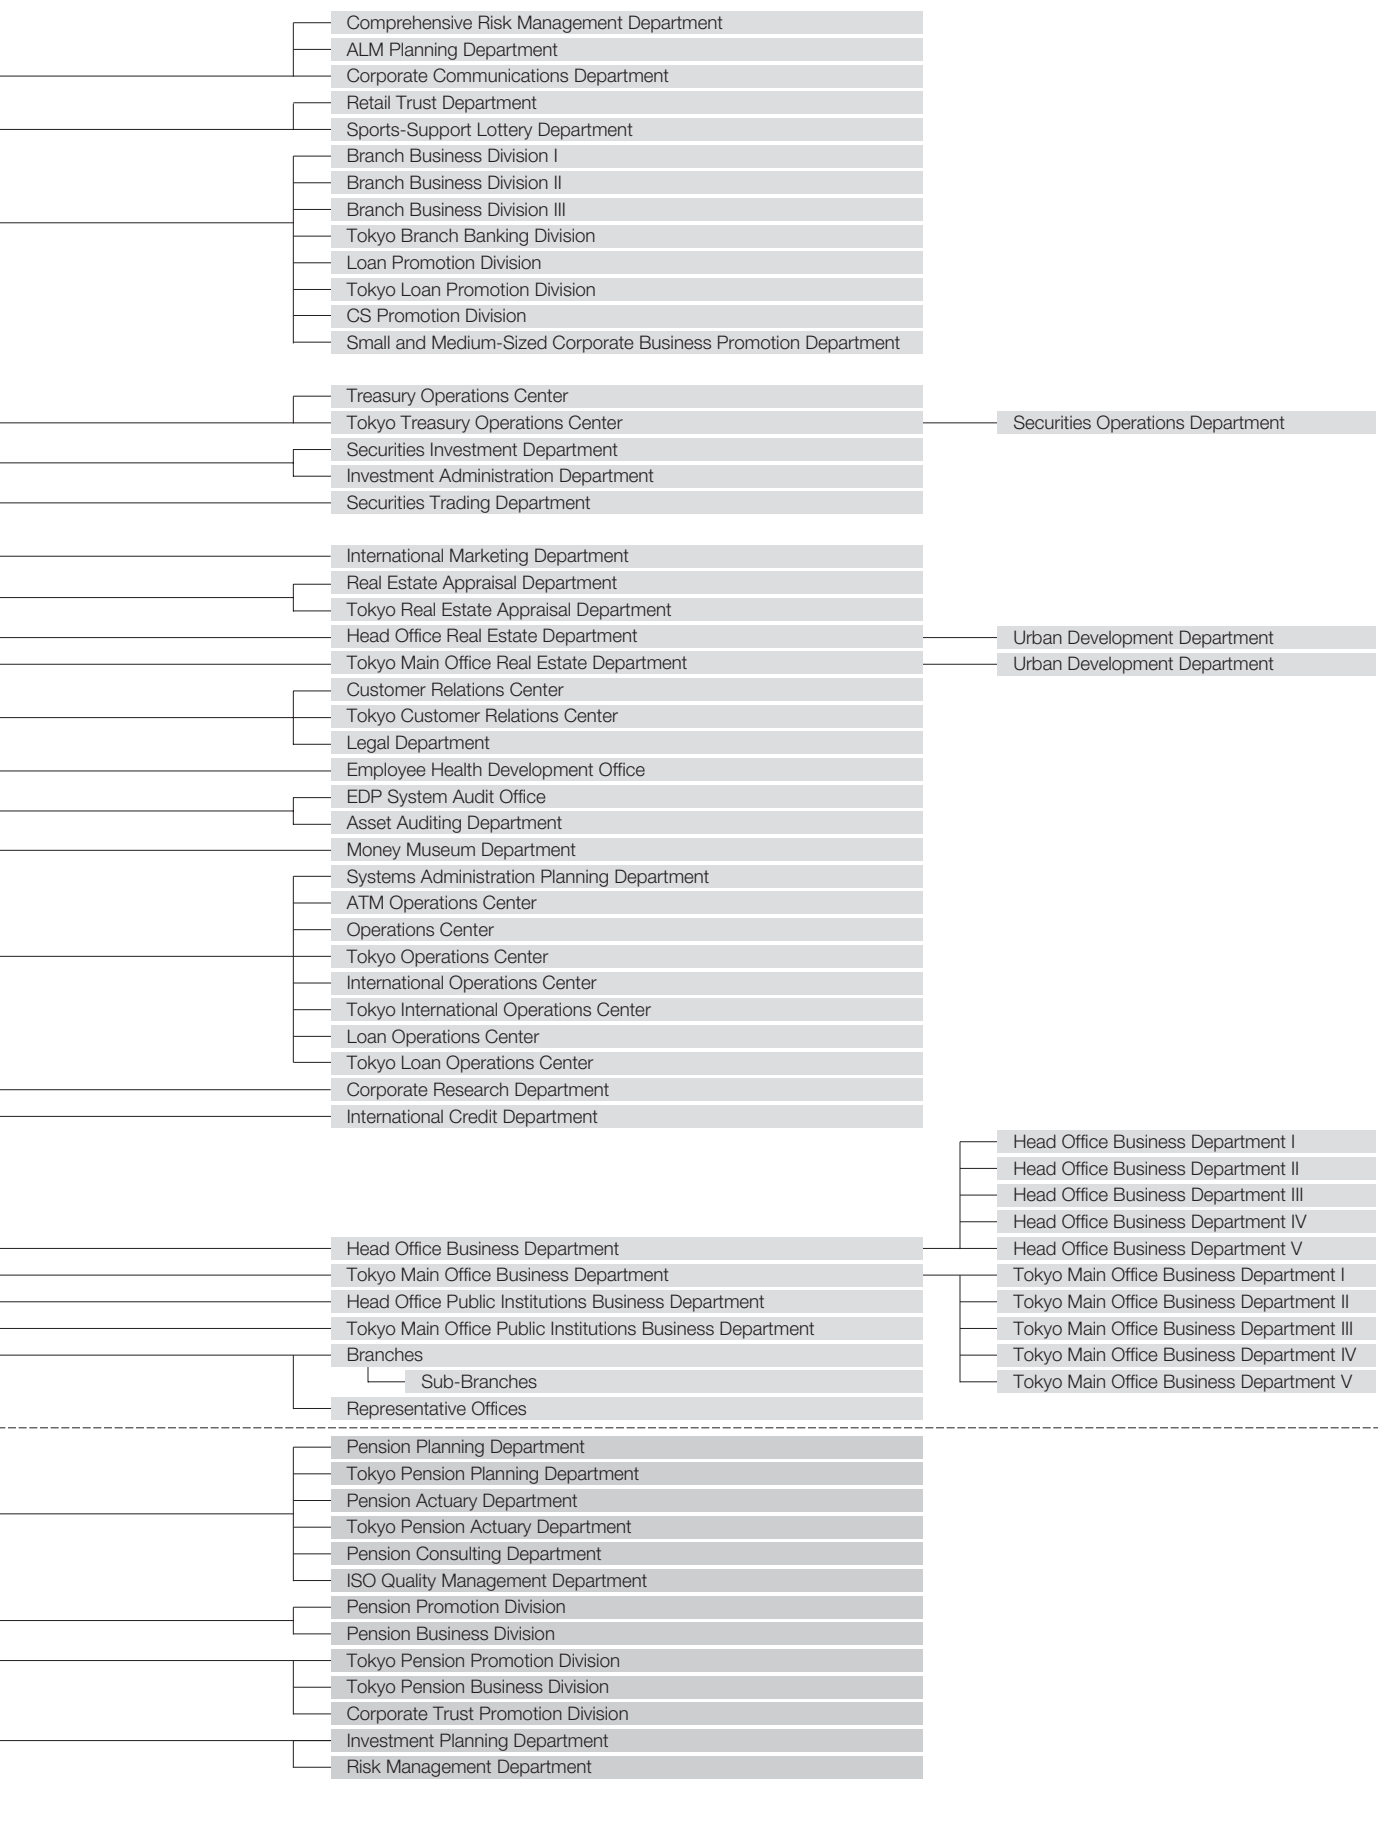 Comprehensive Risk Management Department
ALM Planning Department
Corporate Communications Department
Retail Trust Department
Sports-Support Lottery Department
Branch Business Division I
Branch Business Division II
Branch Business Division III
Tokyo Branch Banking Division
Loan Promotion Division
Tokyo Loan Promotion Division
CS Promotion Division
Small and Medium-Sized Corporate Business Promotion Department
Treasury Operations Center
Tokyo Treasury Operations Center
Securities Operations Department
Securities Investment Department
Investment Administration Department
Securities Trading Department
International Marketing Department
Real Estate Appraisal Department
Tokyo Real Estate Appraisal Department
Head Office Real Estate Department
Urban Development Department
Tokyo Main Office Real Estate Department
Urban Development Department
Customer Relations Center
Tokyo Customer Relations Center
Legal Department
Employee Health Development Office
EDP System Audit Office
Asset Auditing Department
Money Museum Department
Systems Administration Planning Department
ATM Operations Center
Operations Center
Tokyo Operations Center
International Operations Center
Tokyo International Operations Center
Loan Operations Center
Tokyo Loan Operations Center
Corporate Research Department
International Credit Department
Head Office Business Department I
Head Office Business Department II
Head Office Business Department III
Head Office Business Department IV
Head Office Business Department
Head Office Business Department V
Tokyo Main Office Business Department
Tokyo Main Office Business Department I
Head Office Public Institutions Business Department
Tokyo Main Office Business Department II
Tokyo Main Office Public Institutions Business Department
Tokyo Main Office Business Department III
Branches
Tokyo Main Office Business Department IV
Sub-Branches
Tokyo Main Office Business Department V
Representative Offices
Pension Planning Department
Tokyo Pension Planning Department
Pension Actuary Department
Tokyo Pension Actuary Department
Pension Consulting Department
ISO Quality Management Department
Pension Promotion Division
Pension Business Division
Tokyo Pension Promotion Division
Tokyo Pension Business Division
Corporate Trust Promotion Division
Investment Planning Department
Risk Management Department